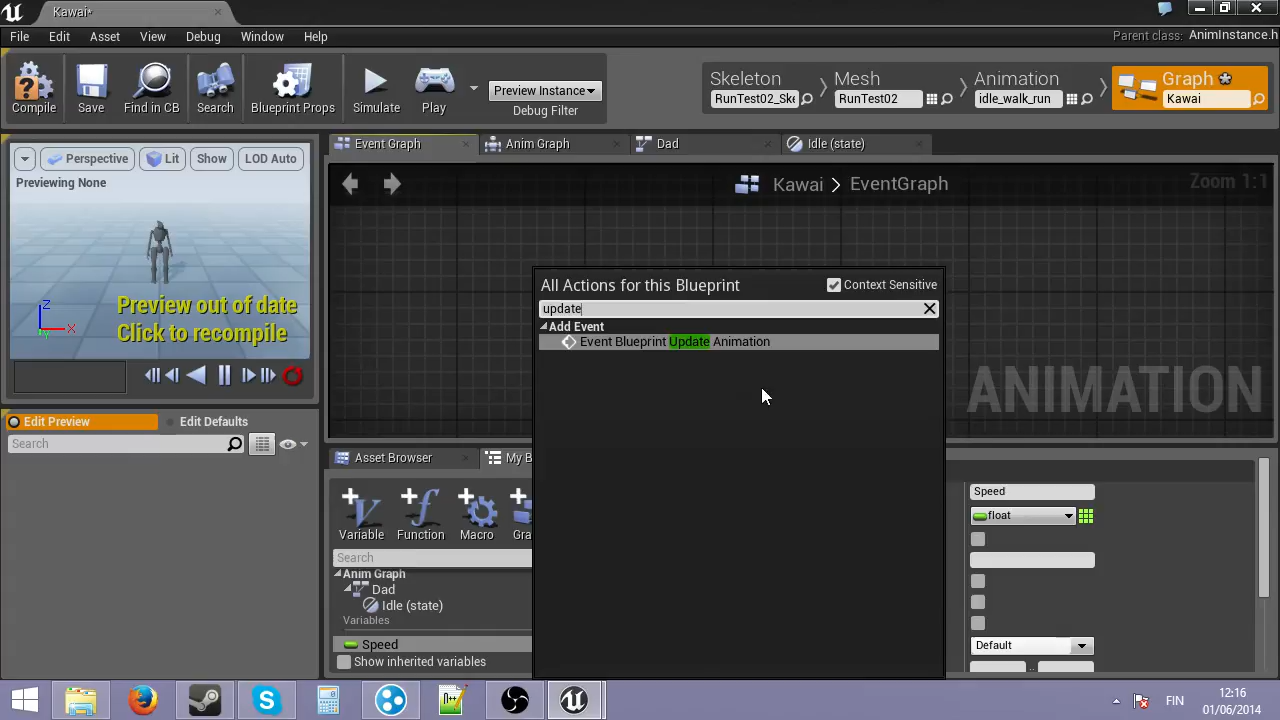 Kawai*
File Edit Asset View Debug Window Help
Parent class: AnimInstance.h
Compile Save Find in CB Search Blueprint Props Simulate Play
Preview Instance
Debug Filter
Skeleton
RunTest02_Ske
Mesh
RunTest02
Animation
idle_walk_run
Graph
Kawai
Perspective Lit Show LOD Auto
Previewing None
Z
X
Preview out of date
Click to recompile
Edit Preview Edit Defaults
Search
Event Graph Anim Graph Dad Idle (state)
Kawai > EventGraph
Zoom 1:1
ANIMATION
All Actions for this Blueprint
Context Sensitive
update
Add Event
Event Blueprint Update Animation
Asset Browser My B
Variable Function Macro Gra
Search
Anim Graph
Dad
Idle (state)
Variables
Speed
Show inherited variables
Speed
float
Default
FIN
12:16
01/06/2014